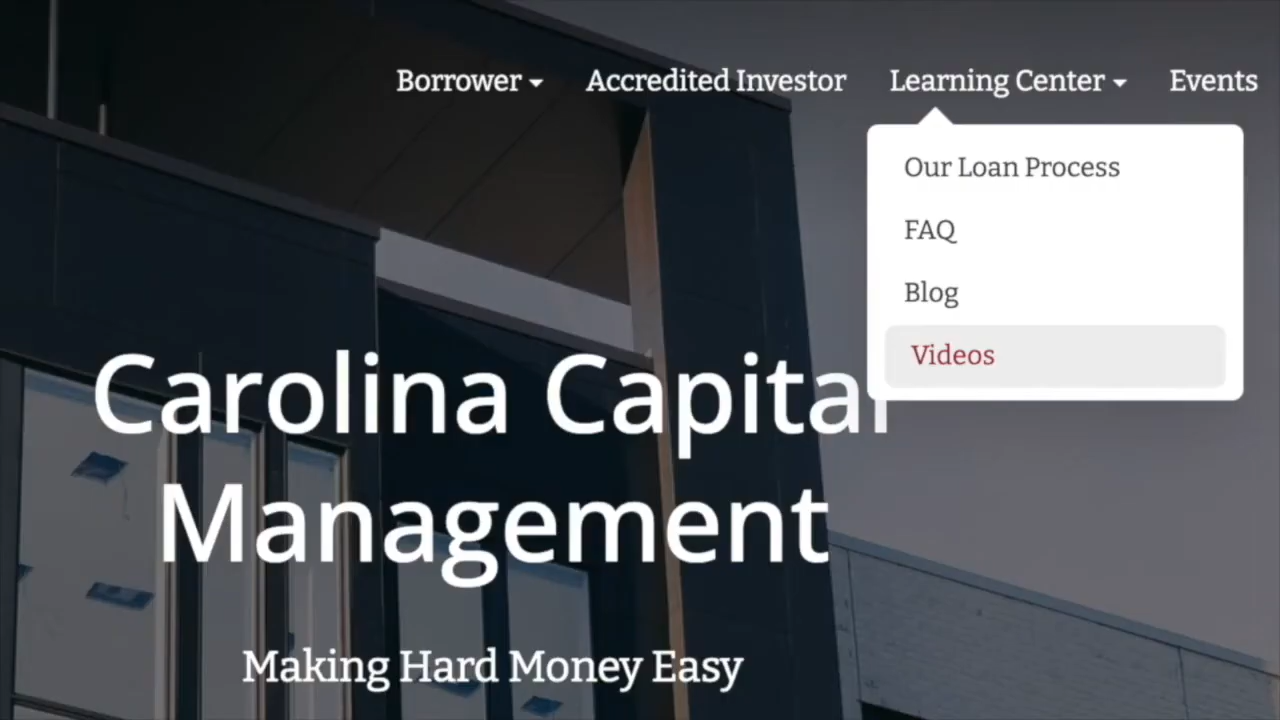 Borrower
Accredited Investor
Learning Center
Events
Our Loan Process
FAQ
Blog
Videos
Carolina Capital
Management
Making Hard Money Easy